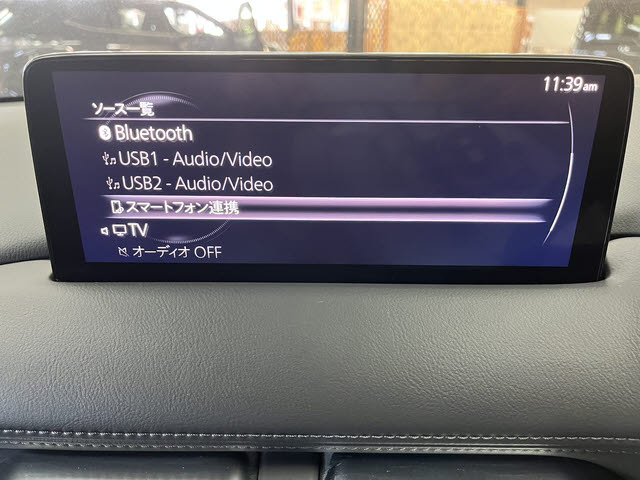 11:39am
ソース一覧
Bluetooth
USB1 - Audio/Video
USB2 - Audio/Video
スマートフォン連携
TV
オーディオ OFF